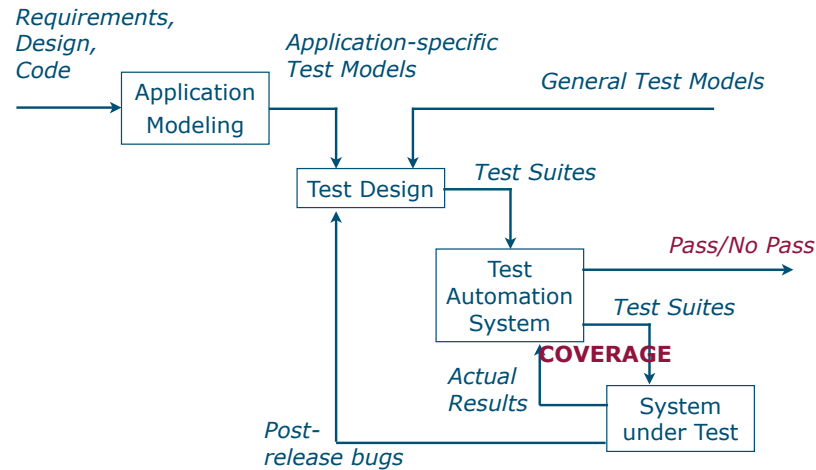 Requirements,
Design,
Code
Application-specific
Test Models
General Test Models
Application
Modeling
Test Design
Test Suites
Pass/No Pass
Test
Automation
System
Test Suites
COVERAGE
Actual
Results
System
under Test
Post-
release bugs